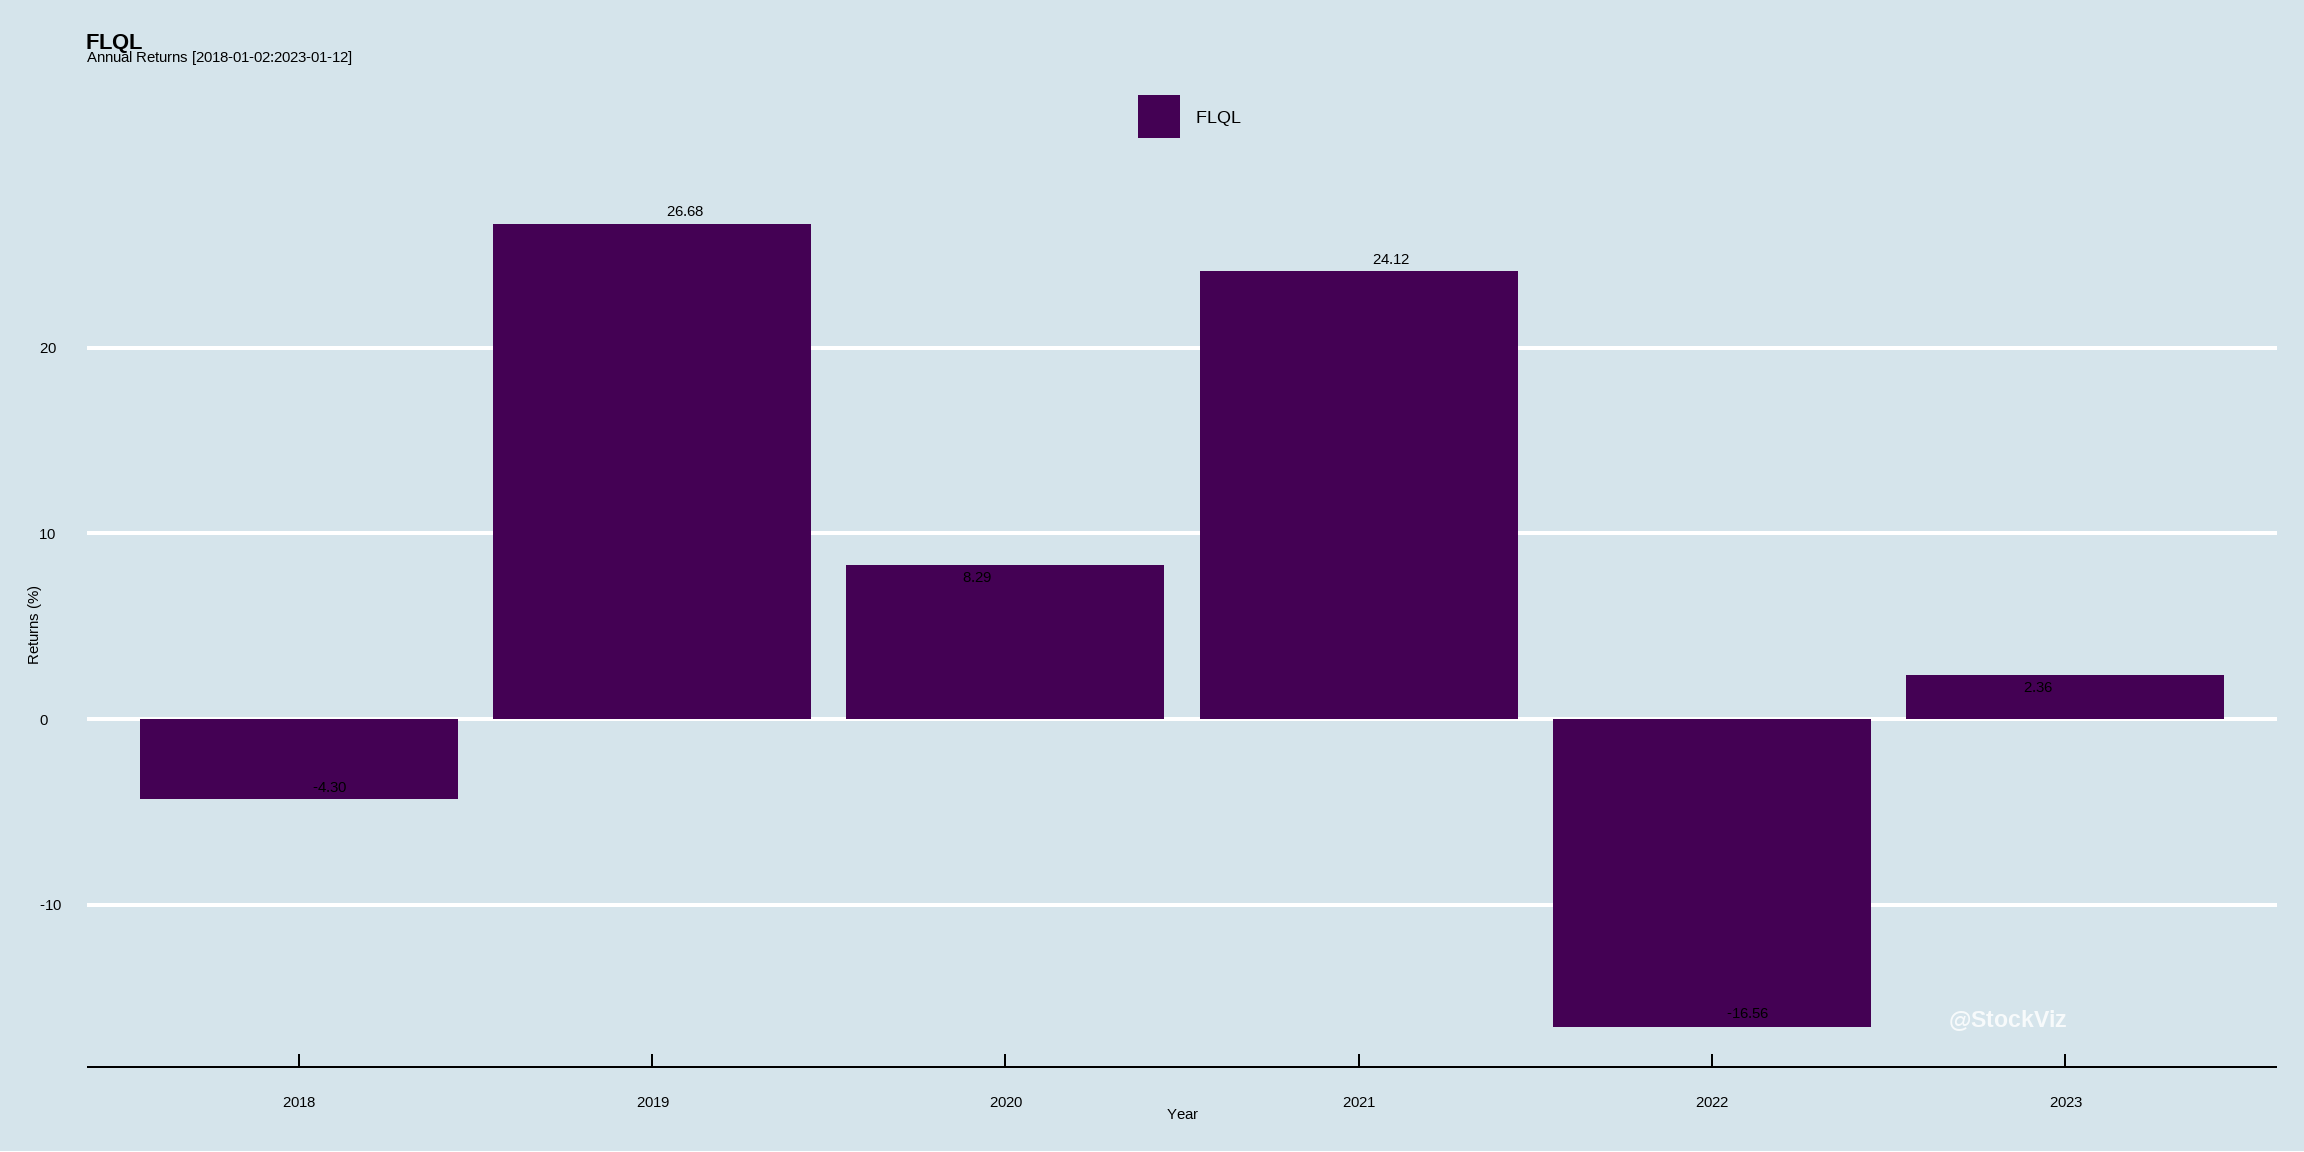 FLQL
Annual Returns [2018-01-02:2023-01-12]
FLQL
26.68
24.12
20
10
8.29
Returns (%)
2.36
0
-4.30
-10
-16.56
@StockViz
2018 2019 2020 2021 2022 2023
Year